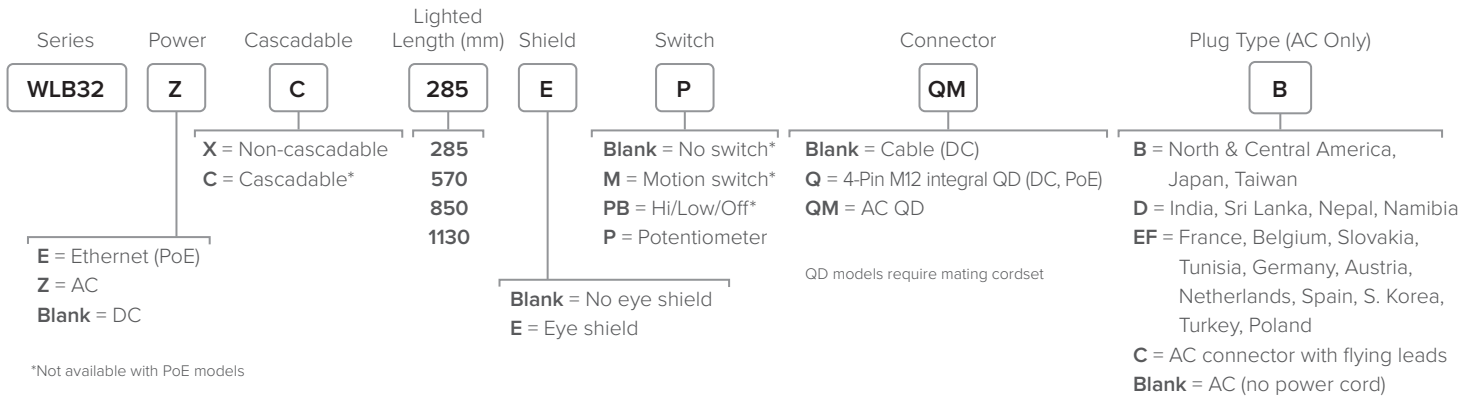 Series
Power
Cascadable
Lighted
Length (mm)
Shield
Switch
Connector
Plug Type (AC Only)
WLB32
Z
C
285
E
P
QM
B
E = Ethernet (PoE)
Z = AC
Blank = DC
X = Non-cascadable
C = Cascadable*
285
570
850
1130
Blank = No eye shield
E = Eye shield
Blank = No switch*
M = Motion switch*
PB = Hi/Low/Off*
P = Potentiometer
Blank = Cable (DC)
Q = 4-Pin M12 integral QD (DC, PoE)
QM = AC QD
QD models require mating cordset
B = North & Central America,
Japan, Taiwan
D = India, Sri Lanka, Nepal, Namibia
EF = France, Belgium, Slovakia,
Tunisia, Germany, Austria,
Netherlands, Spain, S. Korea,
Turkey, Poland
C = AC connector with flying leads
Blank = AC (no power cord)
*Not available with PoE models